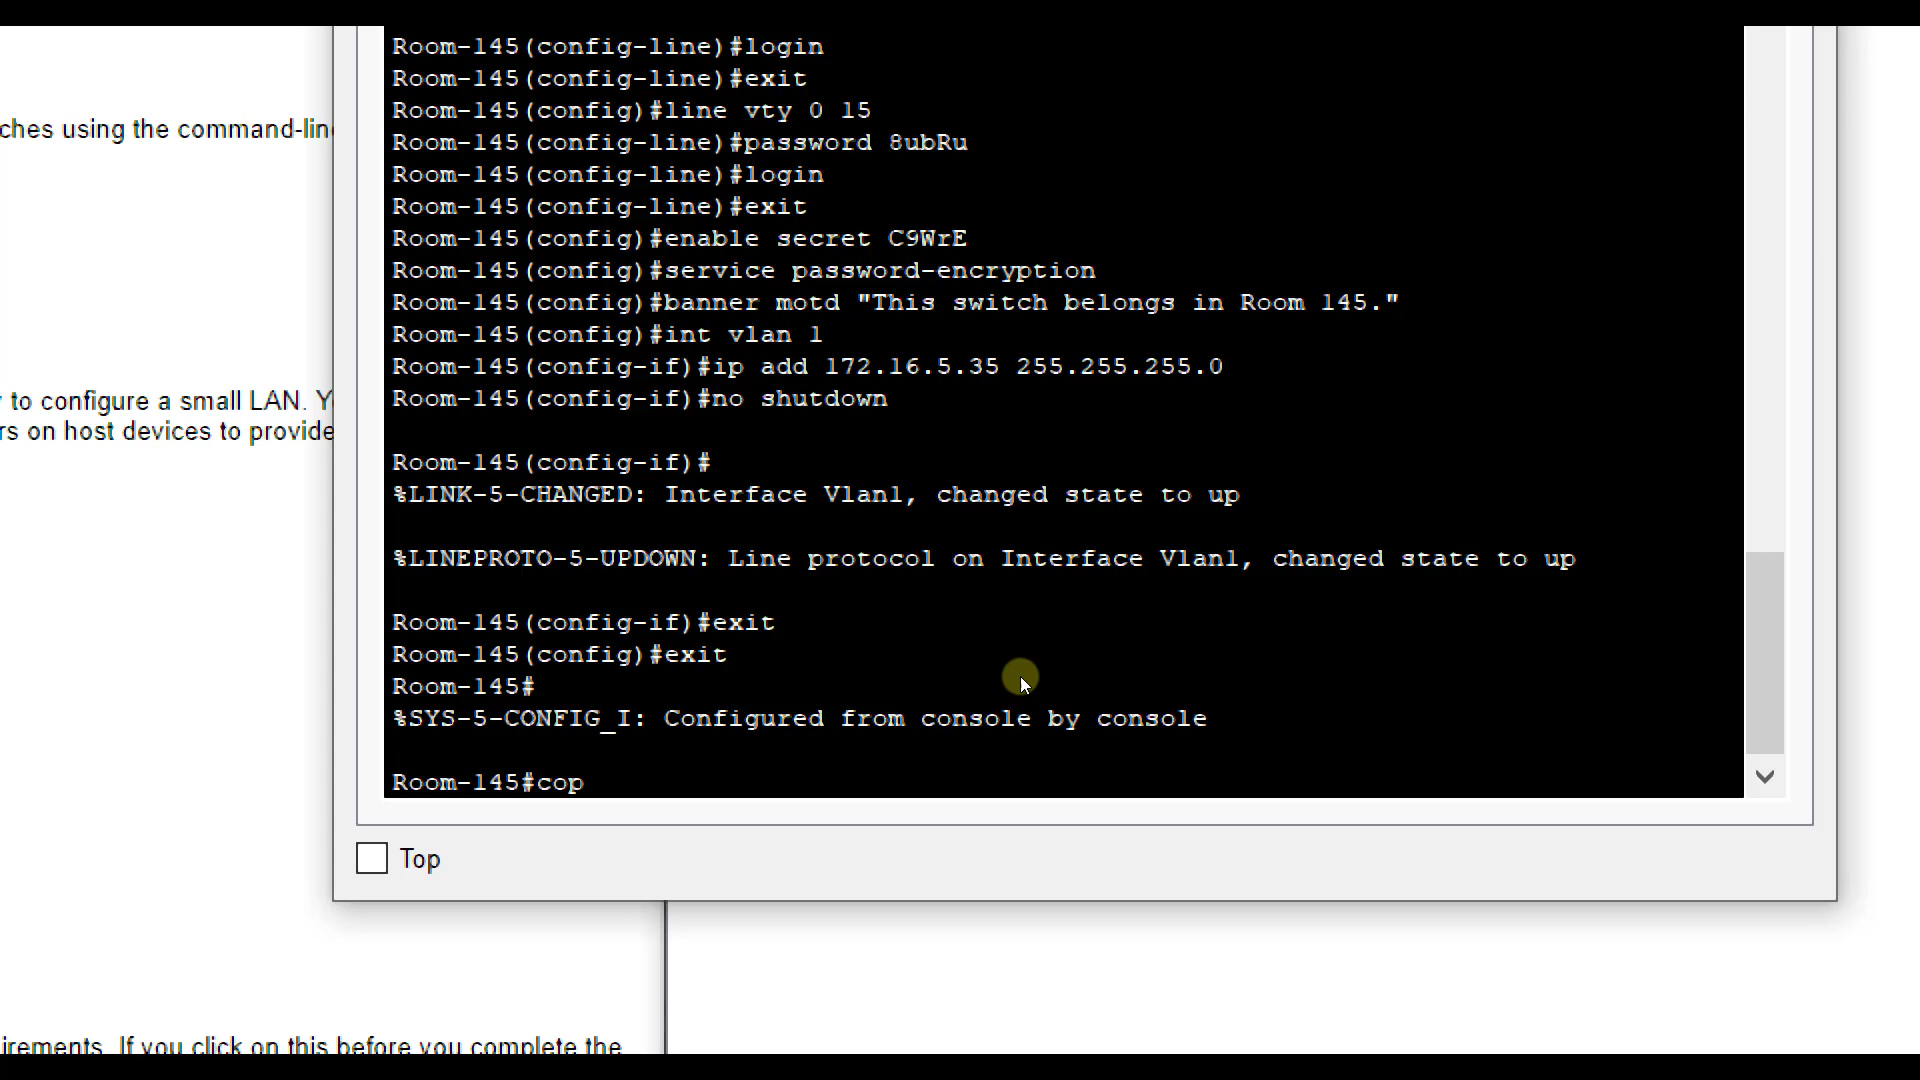 Room-145(config-line)#login
Room-145(config-line)#exit
Room-145(config)#line vty 0 15
Room-145(config-line)#password 8ubRu
Room-145(config-line)#login
Room-145(config-line)#exit
Room-145(config)#enable secret C9WrE
Room-145(config)#service password-encryption
Room-145(config)#banner motd "This switch belongs in Room 145."
Room-145(config)#int vlan 1
Room-145(config-if)#ip add 172.16.5.35 255.255.255.0
Room-145(config-if)#no shutdown
Room-145(config-if)#
%LINK-5-CHANGED: Interface Vlan1, changed state to up
%LINEPROTO-5-UPDOWN: Line protocol on Interface Vlan1, changed state to up
Room-145(config-if)#exit
Room-145(config)#exit
Room-145#
%SYS-5-CONFIG_I: Configured from console by console
Room-145#cop
Top
ches using the command-lin
to configure a small LAN. Y
rs on host devices to provide
irements. If you click on this before you complete the